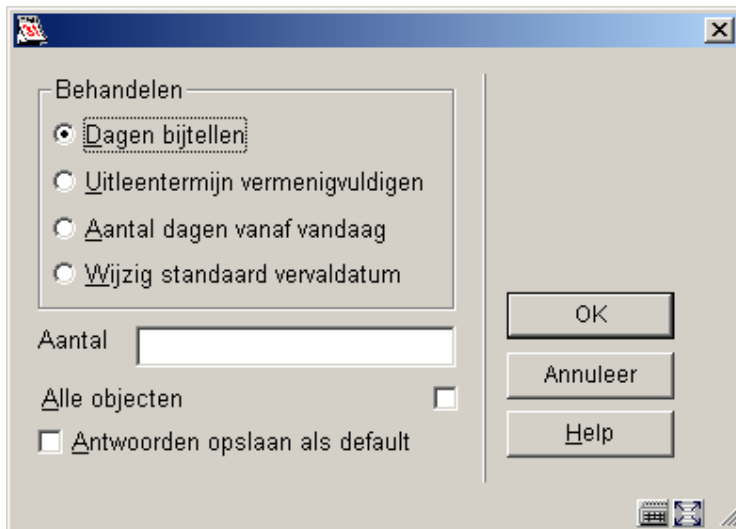 Behandelen
Dagen bijtellen
Uitleentermijn vermenigvuldigen
Aantal dagen vanaf vandaag
Wijzig standaard vervaldatum
Aantal
Alle objecten
Antwoorden opslaan als default
OK
Annuleer
Help